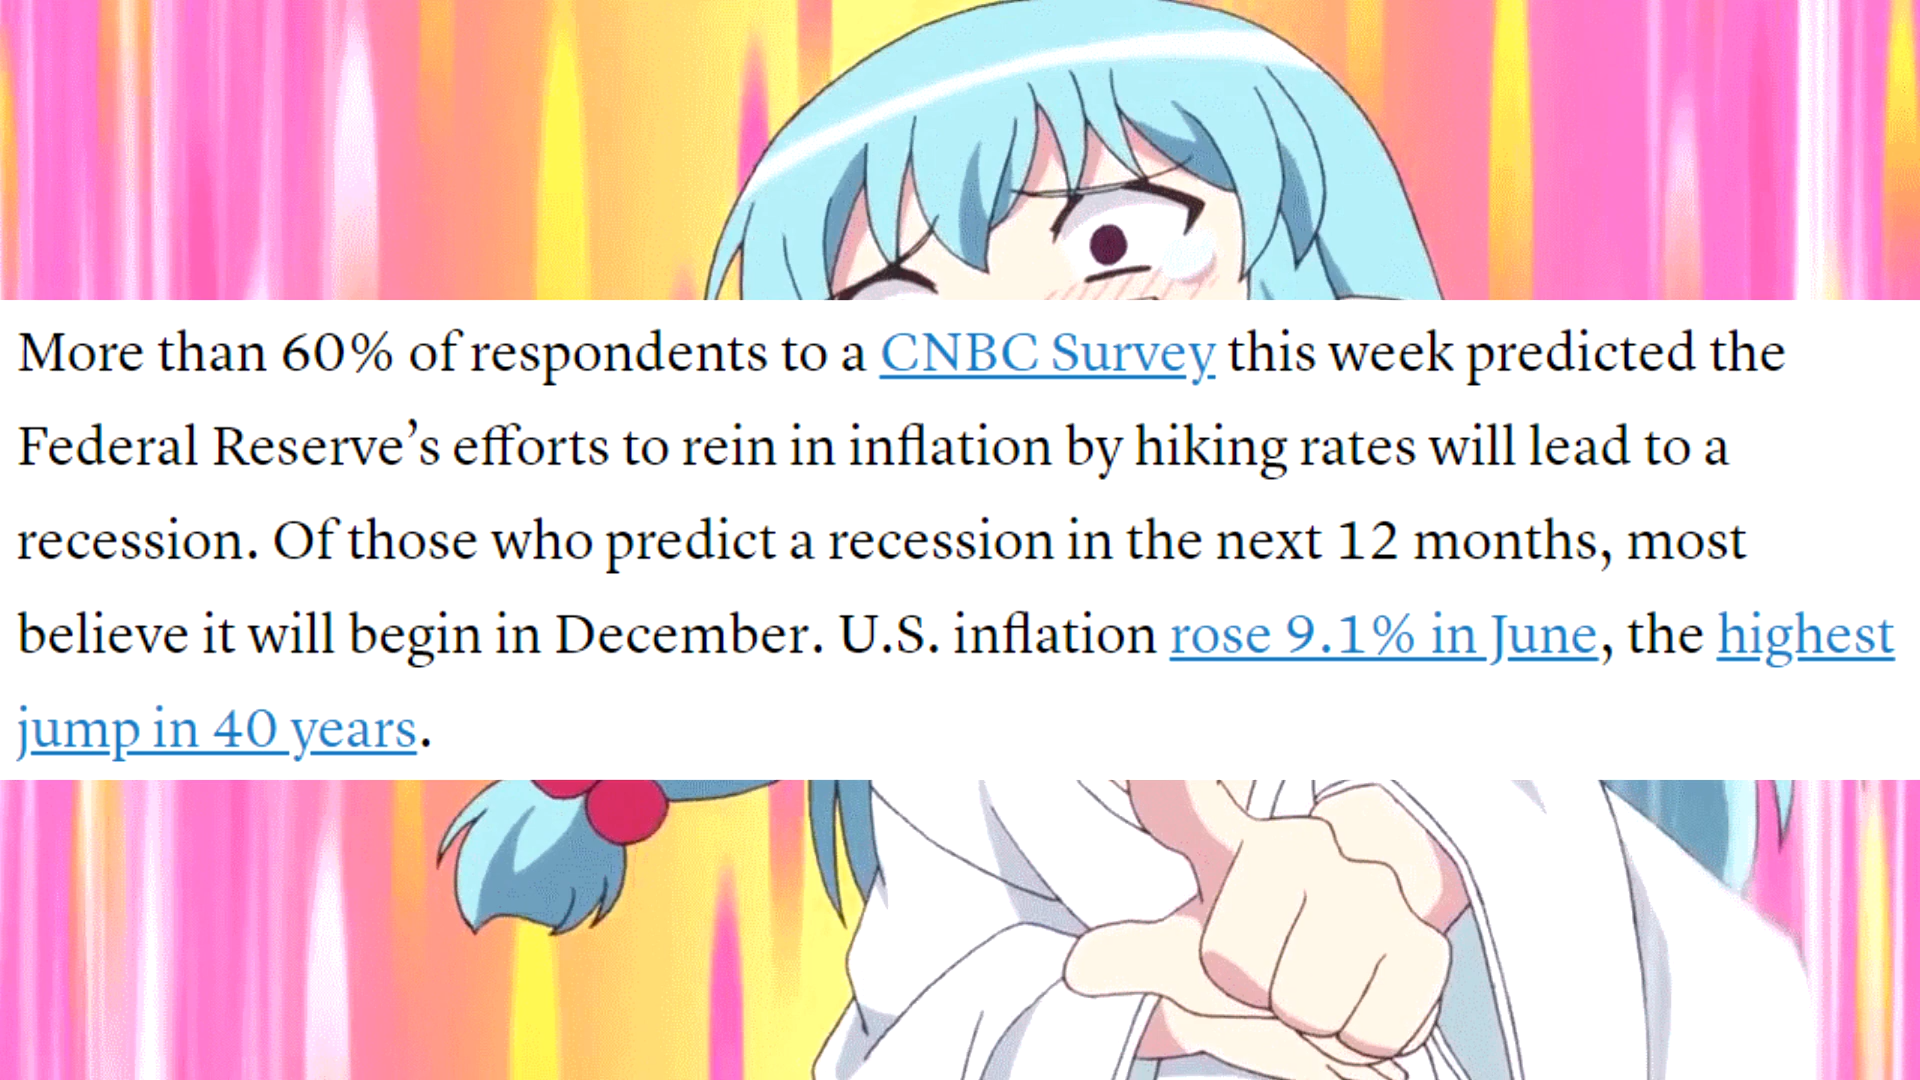 More than 60% of respondents to a CNBC Survey this week predicted the
Federal Reserve’s efforts to rein in inflation by hiking rates will lead to a
recession. Of those who predict a recession in the next 12 months, most
believe it will begin in December. U.S. inflation rose 9.1% in June, the highest
jump in 40 years.